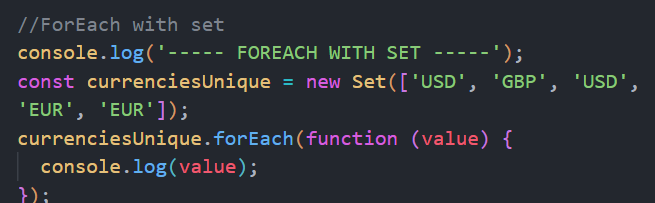 //ForEach with set
console.log('----- FOREACH WITH SET -----');
const currenciesUnique = new Set(['USD', 'GBP', 'USD',
'EUR', 'EUR']);
currenciesUnique.forEach(function (value) {
  console.log(value);
});